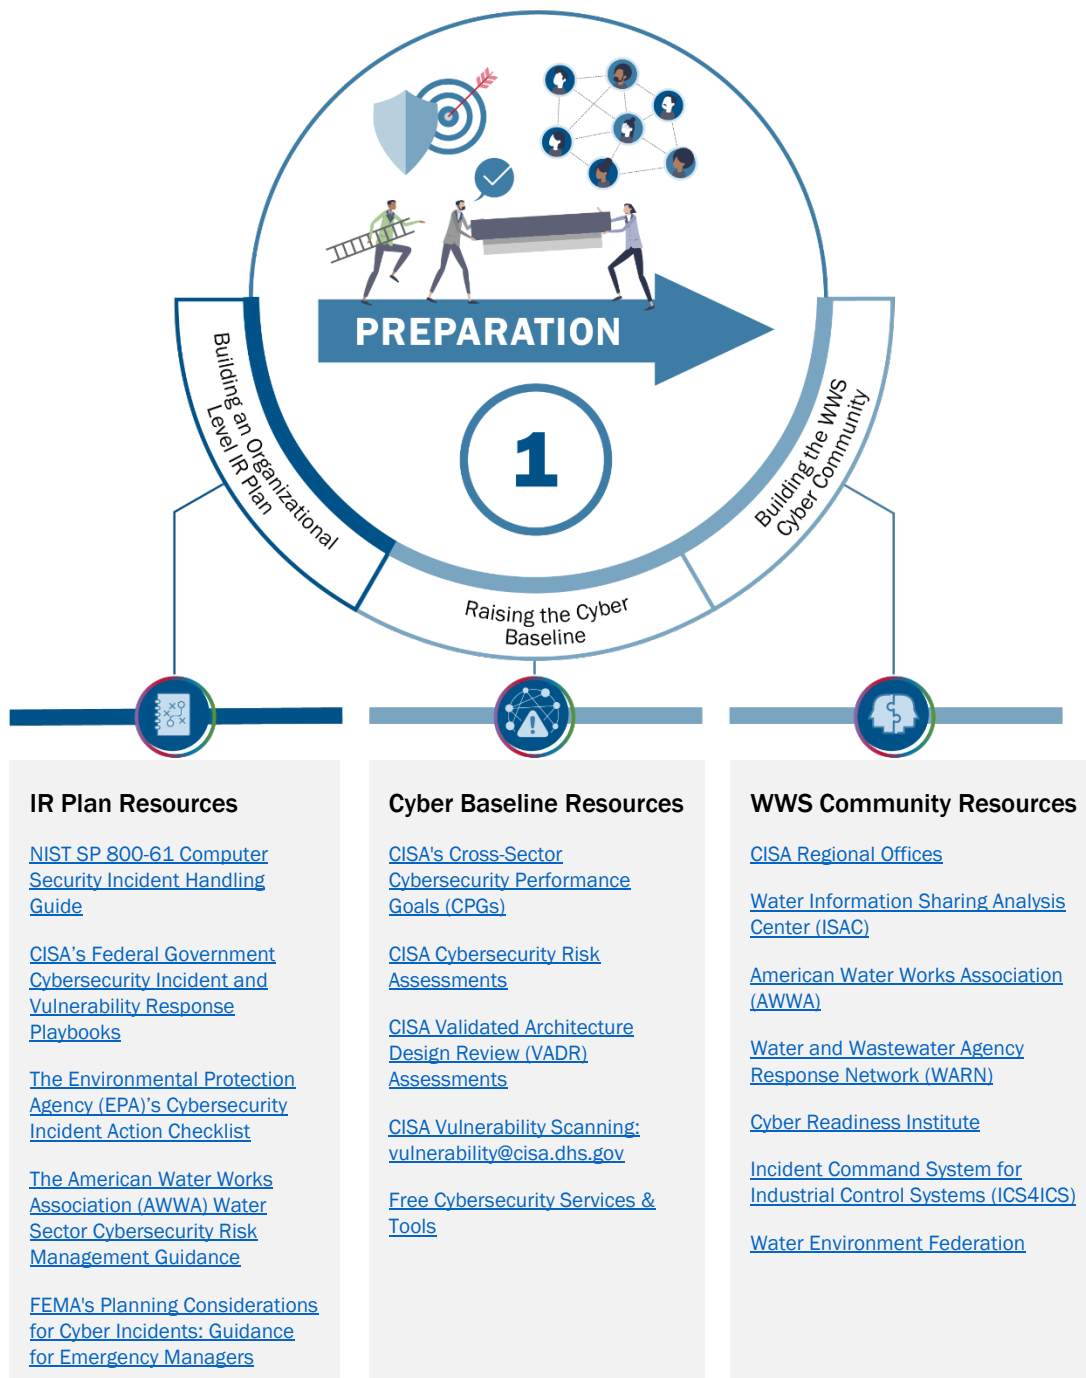 PREPARATION
1
Building an Organizational
Level IR Plan
Raising the Cyber
Baseline
Building the WWS
Cyber Community
IR Plan Resources
NIST SP 800-61 Computer
Security Incident Handling
Guide
CISA’s Federal Government
Cybersecurity Incident and
Vulnerability Response
Playbooks
The Environmental Protection
Agency (EPA)’s Cybersecurity
Incident Action Checklist
The American Water Works
Association (AWWA) Water
Sector Cybersecurity Risk
Management Guidance
FEMA's Planning Considerations
for Cyber Incidents: Guidance
for Emergency Managers
Cyber Baseline Resources
CISA's Cross-Sector
Cybersecurity Performance
Goals (CPGs)
CISA Cybersecurity Risk
Assessments
CISA Validated Architecture
Design Review (VADR)
Assessments
CISA Vulnerability Scanning:
vulnerability@cisa.dhs.gov
Free Cybersecurity Services &
Tools
WWS Community Resources
CISA Regional Offices
Water Information Sharing Analysis
Center (ISAC)
American Water Works Association
(AWWA)
Water and Wastewater Agency
Response Network (WARN)
Cyber Readiness Institute
Incident Command System for
Industrial Control Systems (ICS4ICS)
Water Environment Federation